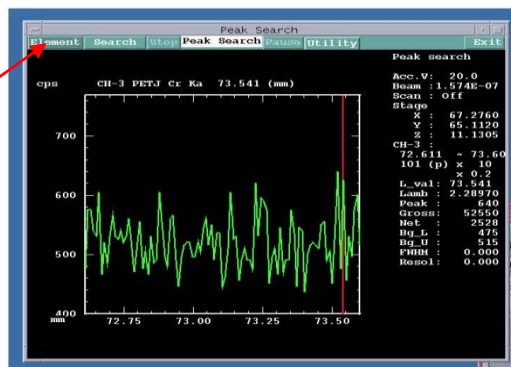 Peak Search
Element Search Stop Peak Search Pause Utility Exit
Peak search
cps CH-3 PETJ Cr Ka 73.541 (mm)
Acc.V: 20.0
Beam :1.574E-07
Scan : Off
Stage
X : 67.2760
Y : 65.1120
Z : 11.1305
CH-3 :
72.611 ~ 73.60
101 (p) x 10
x 0.2
L_val: 73.541
Lamb : 2.28970
Peak : 640
Gross: 52550
Net : 2528
Bg_L : 475
Bg_U : 515
FWHM : 0.000
Resol: 0.000
700
600
500
400
mm 72.75 73.00 73.25 73.50